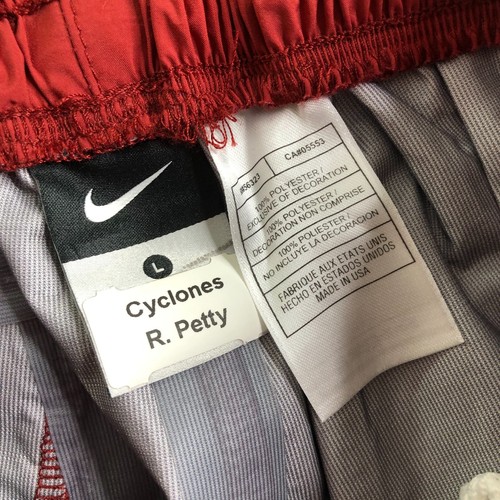 L
Cyclones
R. Petty
#56323
CA#05553
100% POLYESTER /
EXCLUSIVE OF DECORATION
100% POLYESTER /
DECORATION NON COMPRISE
100% POLIESTER /
NO INCLUYE LA DECORACION
FABRIQUE AUX ETATS UNIS
HECHO EN ESTADOS UNIDOS
MADE IN USA